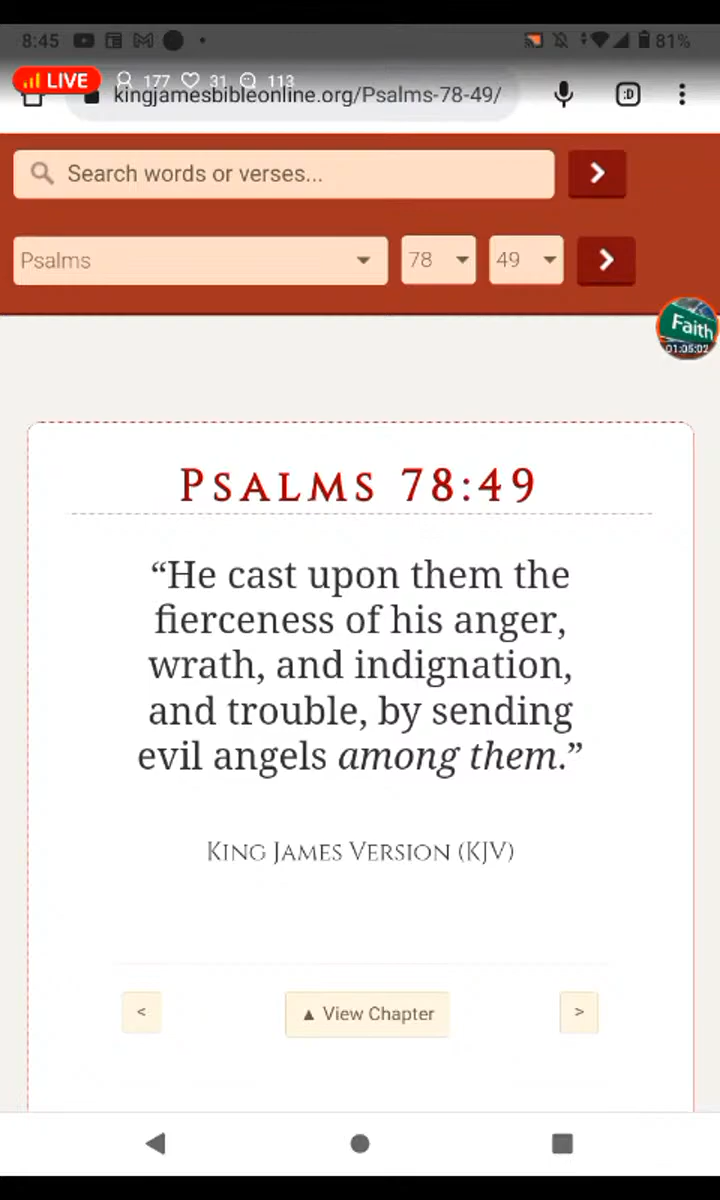 8:45 81%
LIVE 177 31 113
kingjamesbibleonline.org/Psalms-78-49/ :D
Search words or verses...
Psalms 78 49
Faith
01:05:02
PSALMS 78:49
“He cast upon them the
fierceness of his anger,
wrath, and indignation,
and trouble, by sending
evil angels among them.”
KING JAMES VERSION (KJV)
< ▲ View Chapter >